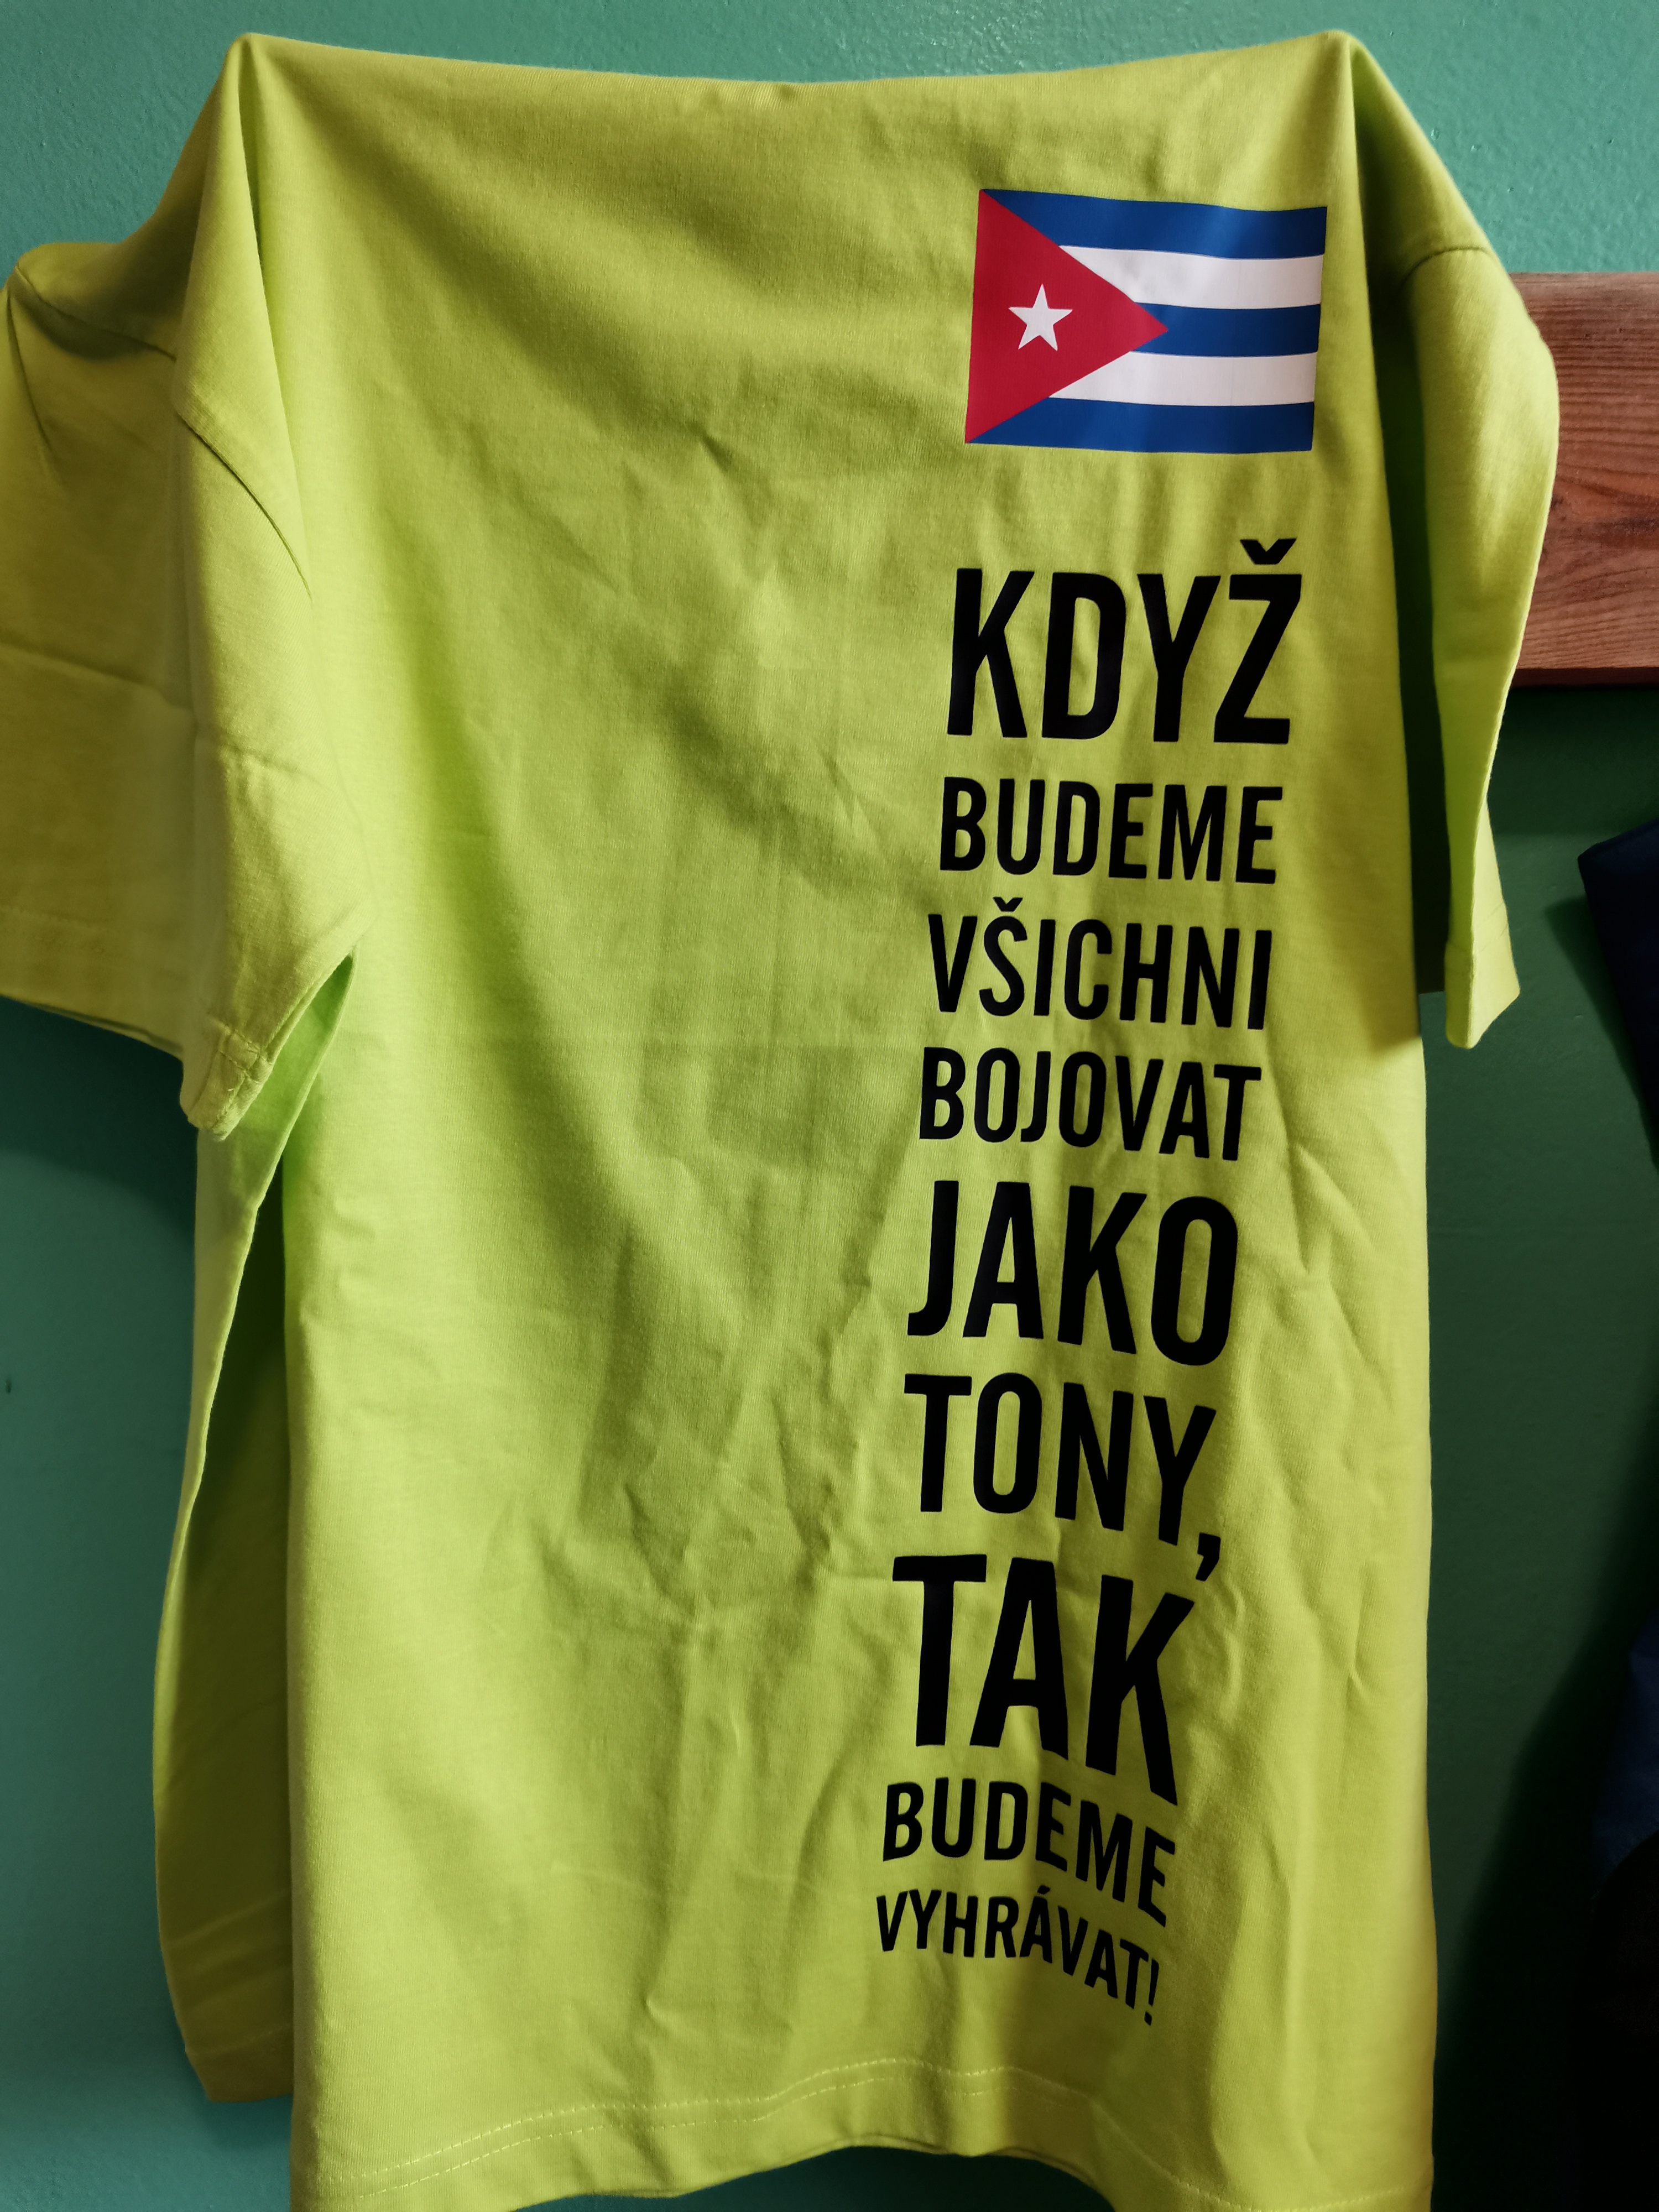 KDYŽ
BUDEME
VŠICHNI
BOJOVAT
JAKO
TONY,
TAK
BUDEME
VYHRÁVAT!